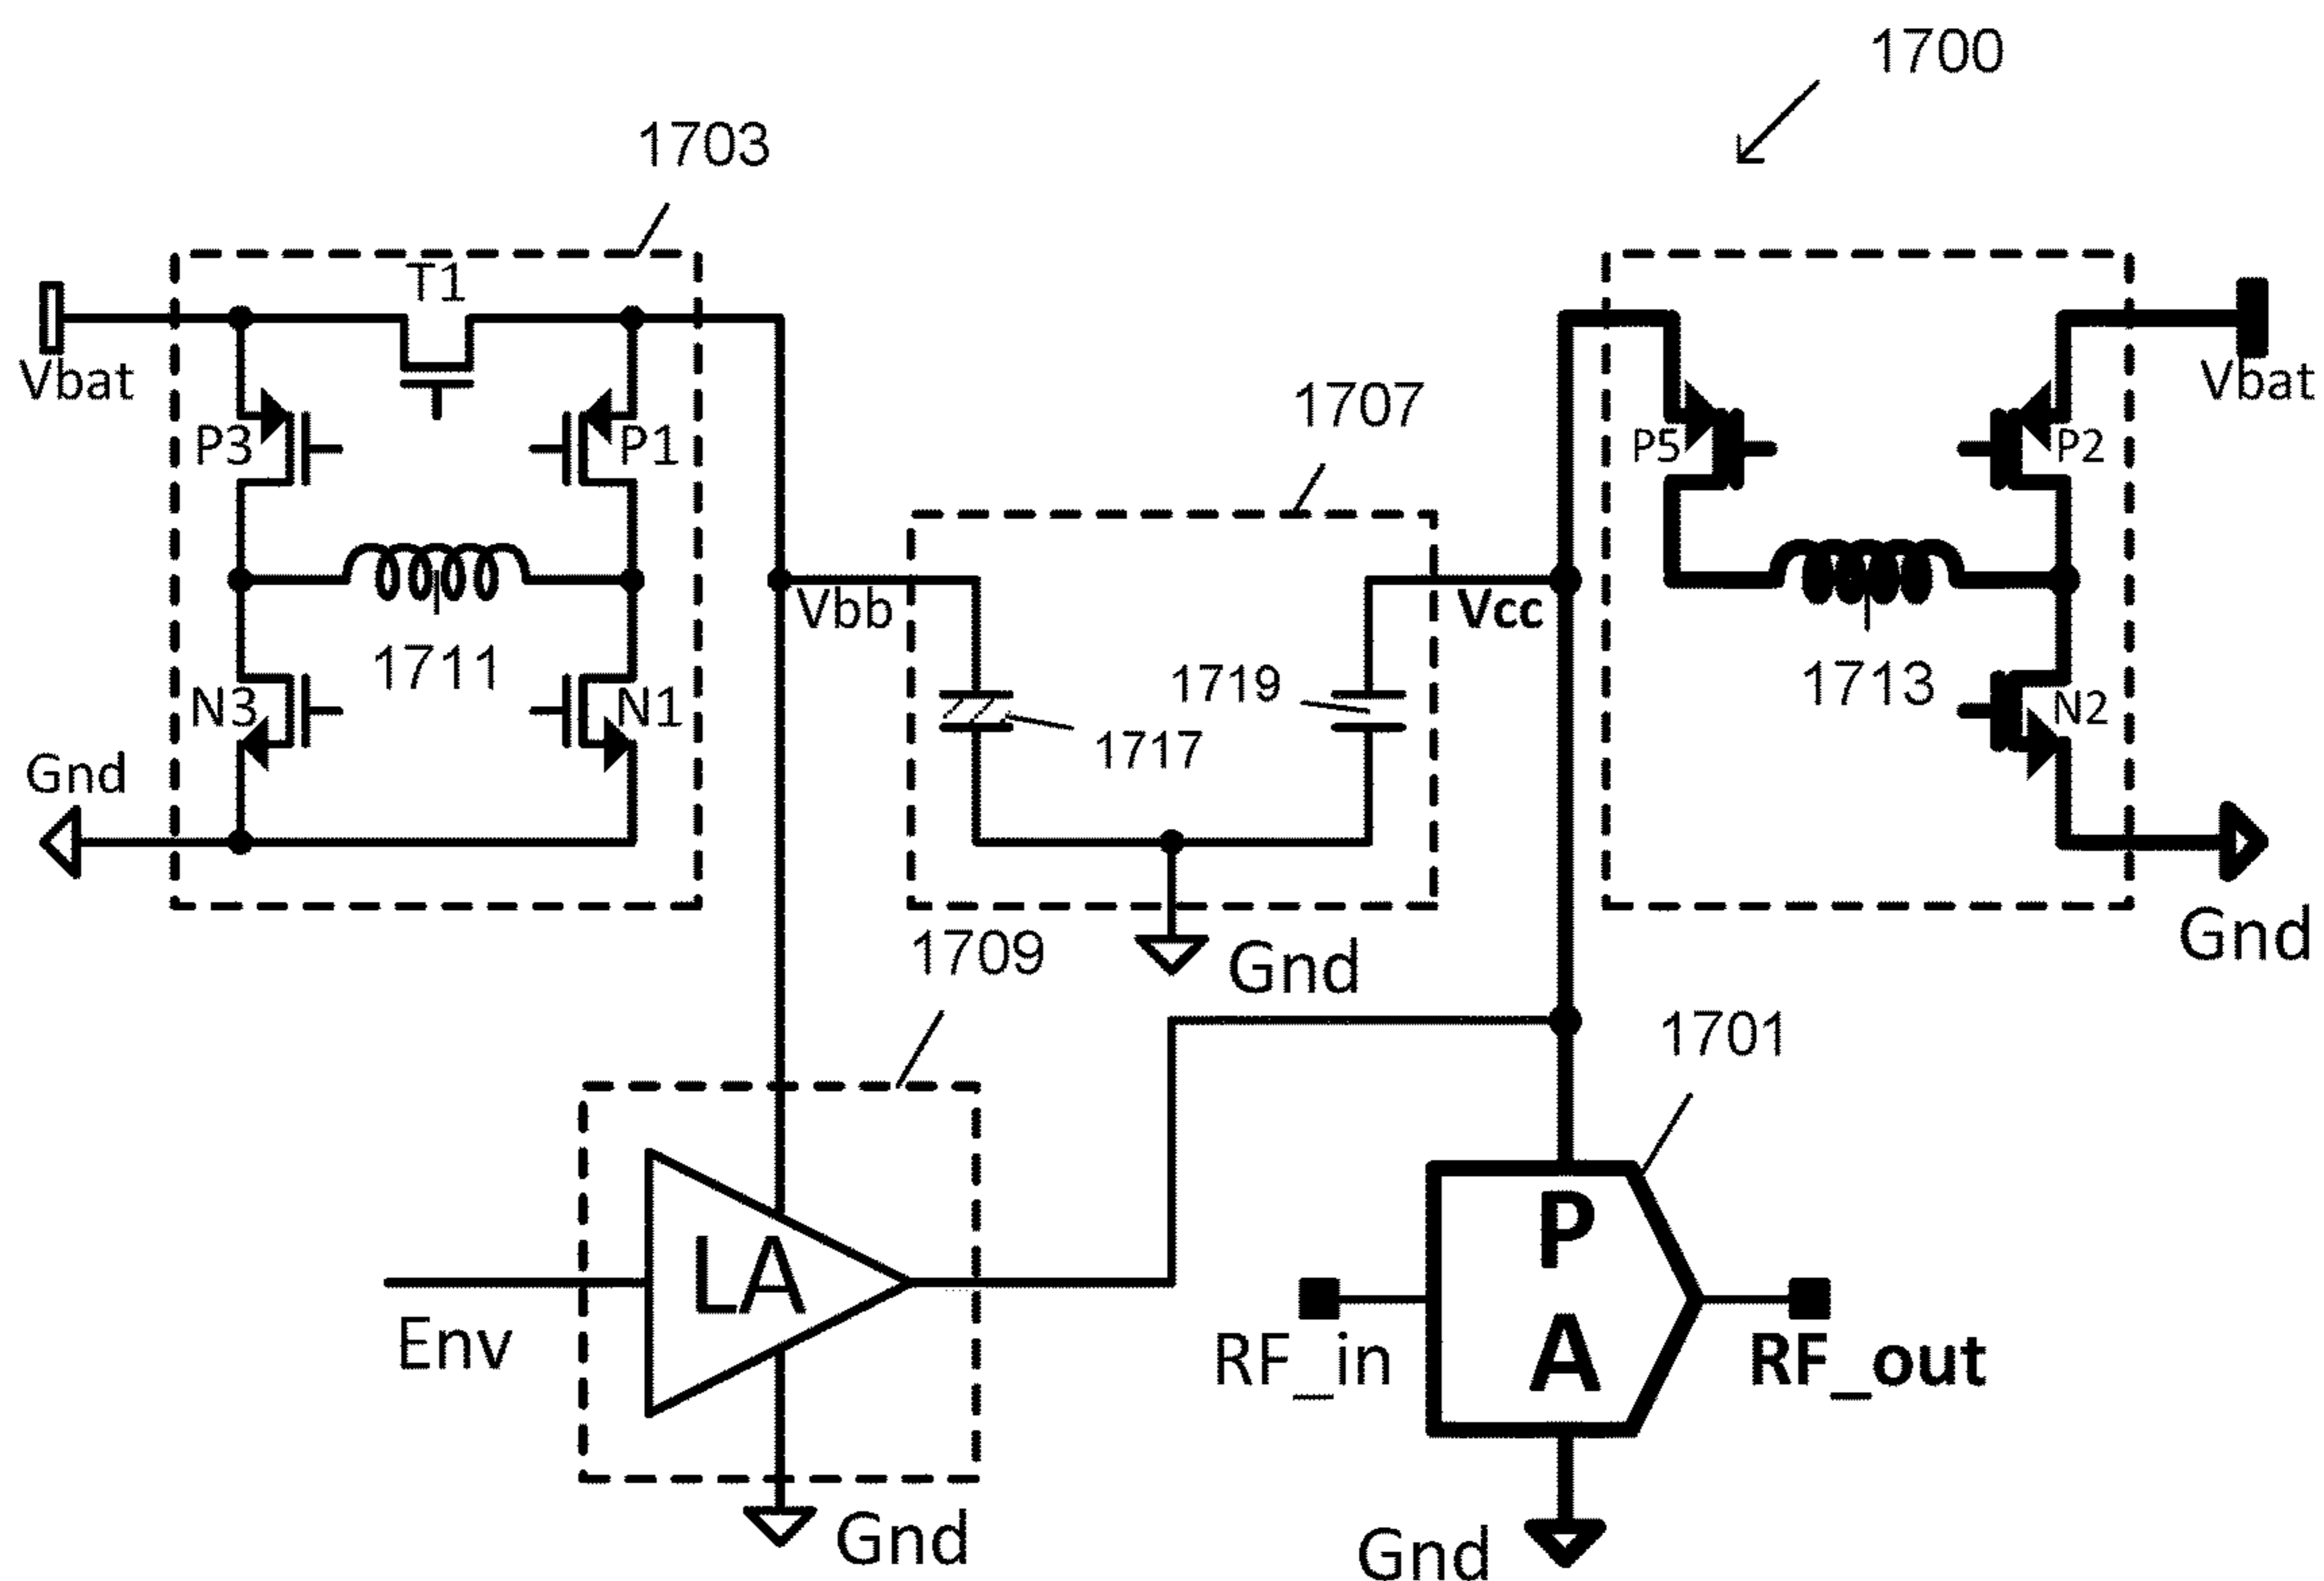 1700
1703
T1
Vbat
Vbat
1707
P3
P1
P5
P2
Vbb
Vcc
1711
1719
1713
N3
N1
N2
1717
Gnd
Gnd
1709
Gnd
1701
LA
P
A
Env
RF_in
RF_out
Gnd
Gnd